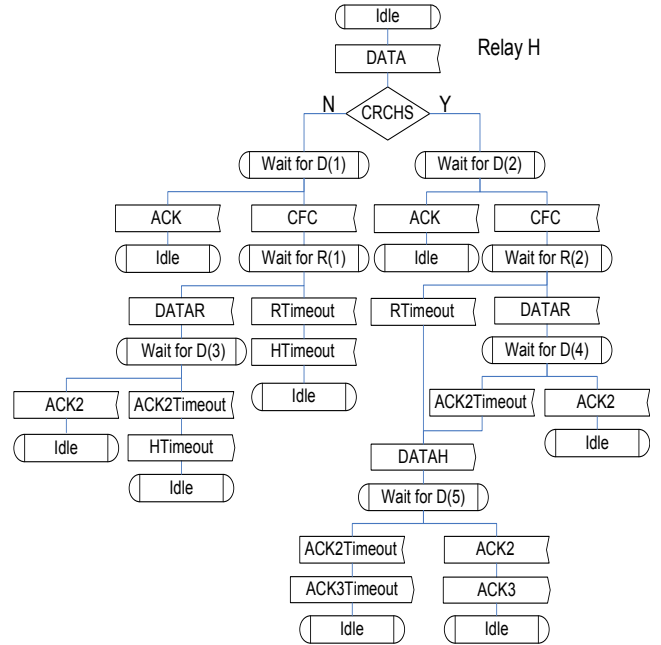 Idle
DATA
Relay H
N
CRCHS
Y
Wait for D(1)
Wait for D(2)
ACK
CFC
ACK
CFC
Idle
Wait for R(1)
Idle
Wait for R(2)
DATAR
RTimeout
RTimeout
DATAR
Wait for D(3)
HTimeout
Wait for D(4)
Idle
ACK2
ACK2Timeout
ACK2Timeout
ACK2
Idle
HTimeout
Idle
Idle
DATAH
Wait for D(5)
ACK2Timeout
ACK2
ACK3Timeout
ACK3
Idle
Idle